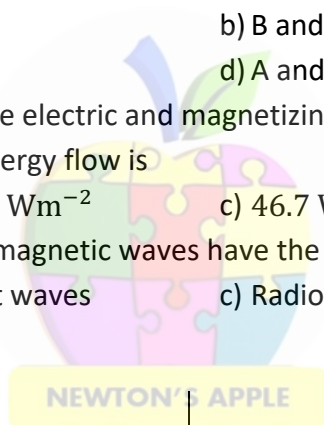 b) B and
d) A and
e electric and magnetizin
ergy flow is
Wm⁻² c) 46.7 W
magnetic waves have the
t waves c) Radio
NEWTON'S APPLE